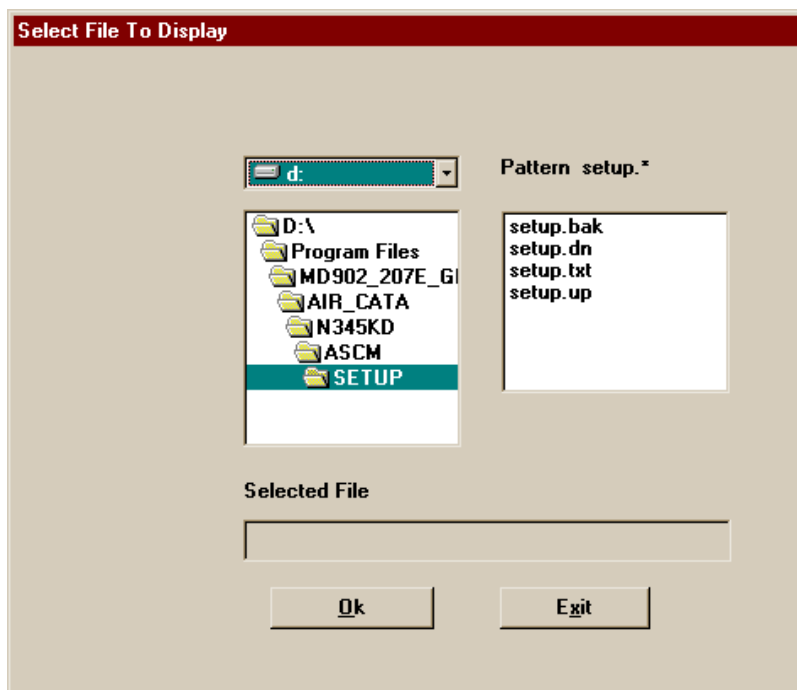 Select File To Display
d:
Pattern setup.*
D:\
Program Files
MD902_207E_G
AIR_CATA
N345KD
ASCM
SETUP
setup.bak
setup.dn
setup.txt
setup.up
Selected File
Ok
Exit